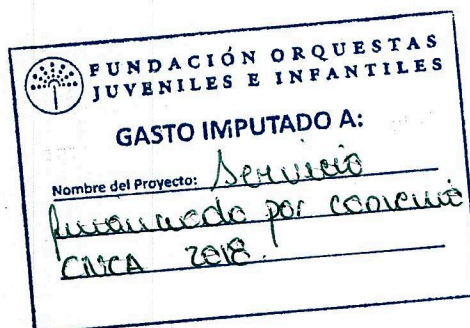 FUNDACIÓN ORQUESTAS
JUVENILES E INFANTILES
GASTO IMPUTADO A:
Nombre del Proyecto: Servicio
financiado por convenio
CNCA 2018.